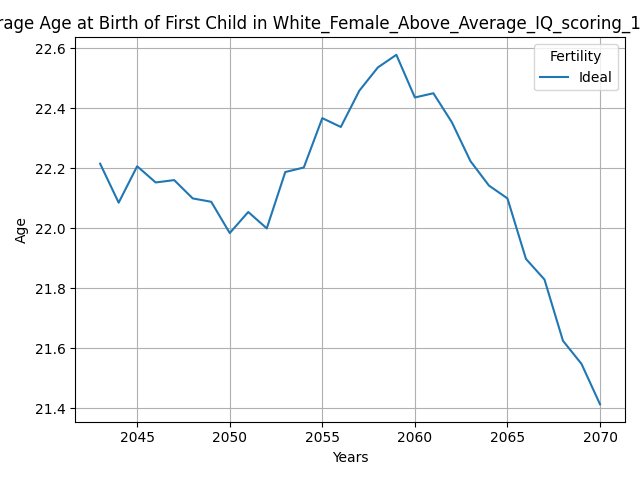 Age at Birth of First Child in White_Female_Above_Average_IQ_scoring_1
Fertility
Ideal
22.6
22.4
22.2
22.0
21.8
21.6
21.4
Age
2045 2050 2055 2060 2065 2070
Years